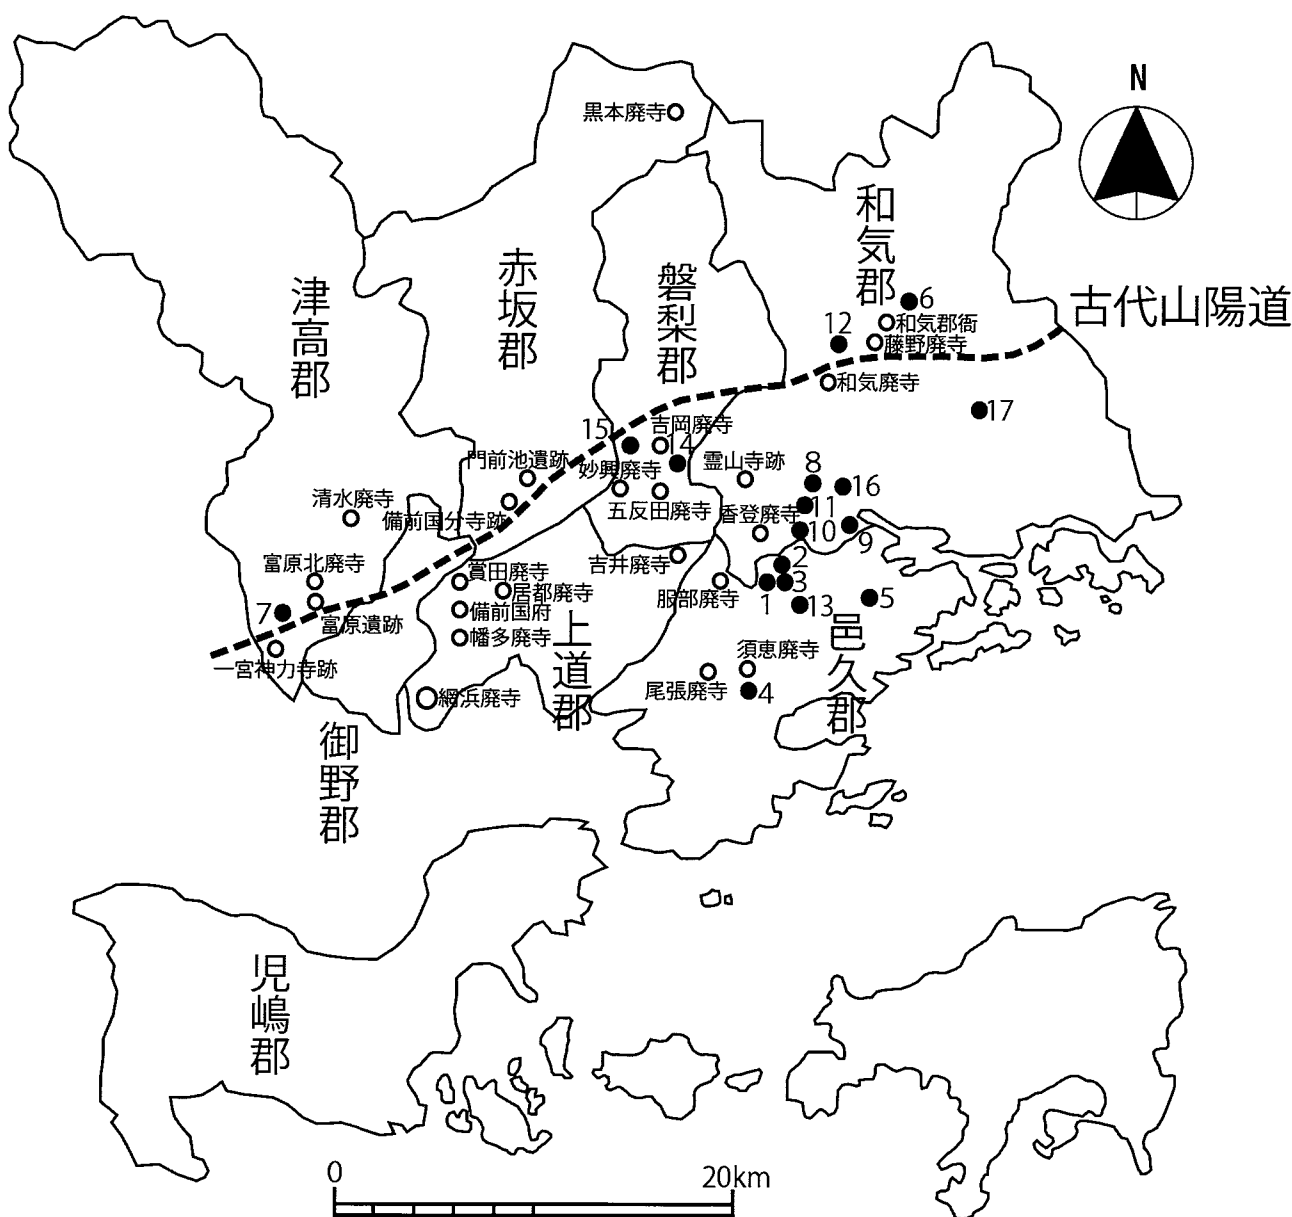 N
黒本廃寺
和気郡
赤坂郡
磐梨郡
津高郡
古代山陽道
6
和気郡衙
12
藤野廃寺
和気廃寺
17
15
吉岡廃寺
14
門前池遺跡
妙興廃寺
霊山寺跡
8
16
清水廃寺
備前国分寺跡
五反田廃寺
香登廃寺
11
10
9
富原北廃寺
賞田廃寺
吉井廃寺
2
居都廃寺
服部廃寺
1
3
13
5
7
富原遺跡
備前国府
幡多廃寺
上道郡
邑久郡
一宮神力寺跡
須恵廃寺
尾張廃寺
4
網浜廃寺
御野郡
児嶋郡
0
20km